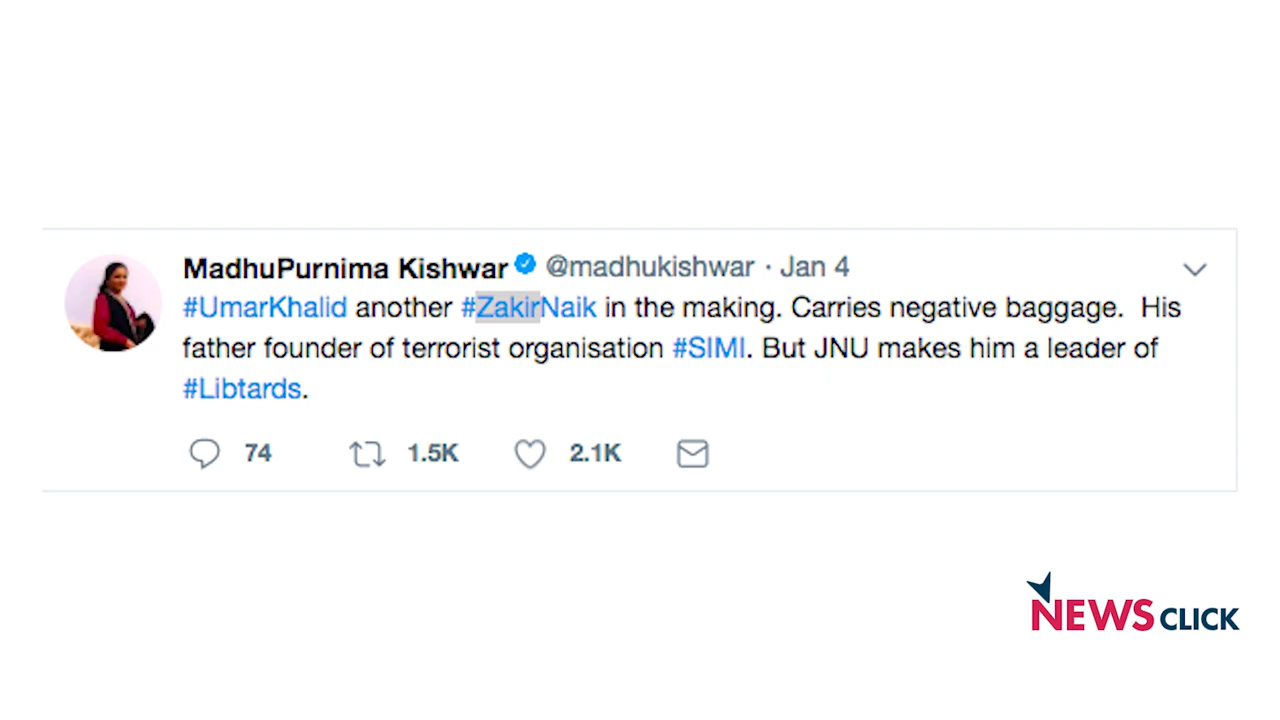 MadhuPurnima Kishwar @madhukishwar · Jan 4
#UmarKhalid another #ZakirNaik in the making. Carries negative baggage.  His
father founder of terrorist organisation #SIMI. But JNU makes him a leader of
#Libtards.
74 1.5K 2.1K
NEWSCLICK